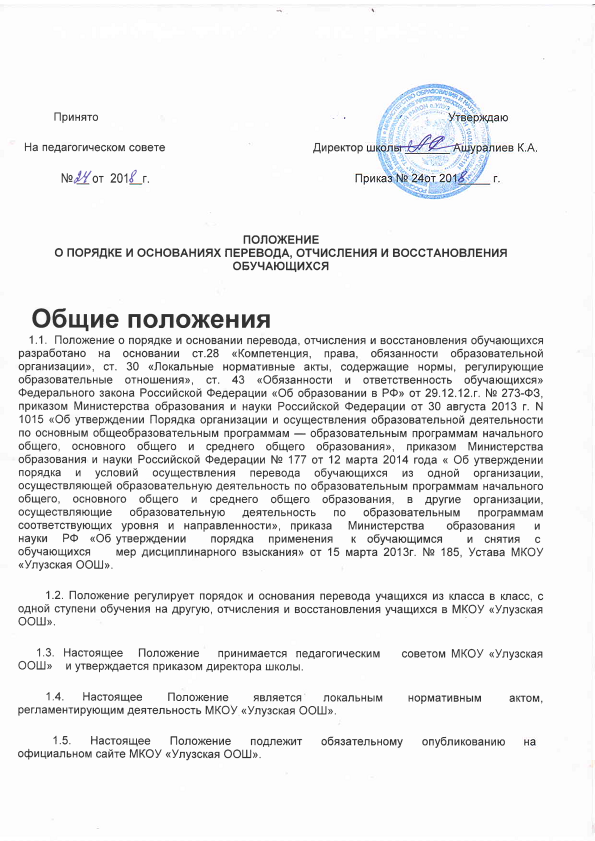 Принято
Утверждаю
На педагогическом совете
Директор школы ______ Ашуралиев К.А.
№24 от 2018_г.
Приказ № 24от 2018_____ г.
ПОЛОЖЕНИЕ
О ПОРЯДКЕ И ОСНОВАНИЯХ ПЕРЕВОДА, ОТЧИСЛЕНИЯ И ВОССТАНОВЛЕНИЯ
ОБУЧАЮЩИХСЯ
Общие положения
1.1. Положение о порядке и основании перевода, отчисления и восстановления обучающихся
разработано на основании ст.28 «Компетенция, права, обязанности образовательной
организации», ст. 30 «Локальные нормативные акты, содержащие нормы, регулирующие
образовательные отношения», ст. 43 «Обязанности и ответственность обучающихся»
Федерального закона Российской Федерации «Об образовании в РФ» от 29.12.12.г. № 273-ФЗ,
приказом Министерства образования и науки Российской Федерации от 30 августа 2013 г. N
1015 «Об утверждении Порядка организации и осуществления образовательной деятельности
по основным общеобразовательным программам — образовательным программам начального
общего, основного общего и среднего общего образования», приказом Министерства
образования и науки Российской Федерации № 177 от 12 марта 2014 года « Об утверждении
порядка и условий осуществления перевода обучающихся из одной организации,
осуществляющей образовательную деятельность по образовательным программам начального
общего, основного общего и среднего общего образования, в другие организации,
осуществляющие образовательную деятельность по образовательным программам
соответствующих уровня и направленности», приказа Министерства образования и
науки РФ «Об утверждении порядка применения к обучающимся и снятия с
обучающихся мер дисциплинарного взыскания» от 15 марта 2013г. № 185, Устава МКОУ
«Улузская ООШ».
1.2. Положение регулирует порядок и основания перевода учащихся из класса в класс, с
одной ступени обучения на другую, отчисления и восстановления учащихся в МКОУ «Улузская
ООШ».
1.3. Настоящее Положение принимается педагогическим советом МКОУ «Улузская
ООШ» и утверждается приказом директора школы.
1.4. Настоящее Положение является локальным нормативным актом,
регламентирующим деятельность МКОУ «Улузская ООШ».
1.5. Настоящее Положение подлежит обязательному опубликованию на
официальном сайте МКОУ «Улузская ООШ».